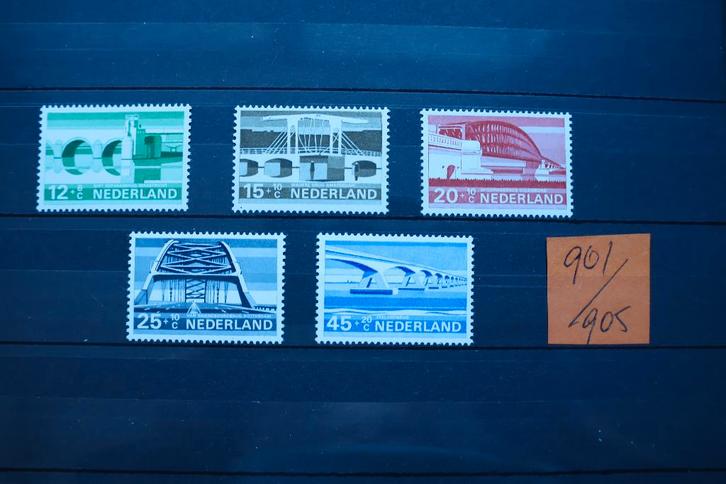 12+8c NEDERLAND
15+10c NEDERLAND
20+10c NEDERLAND
25+10c NEDERLAND
45+20c NEDERLAND
901/
905